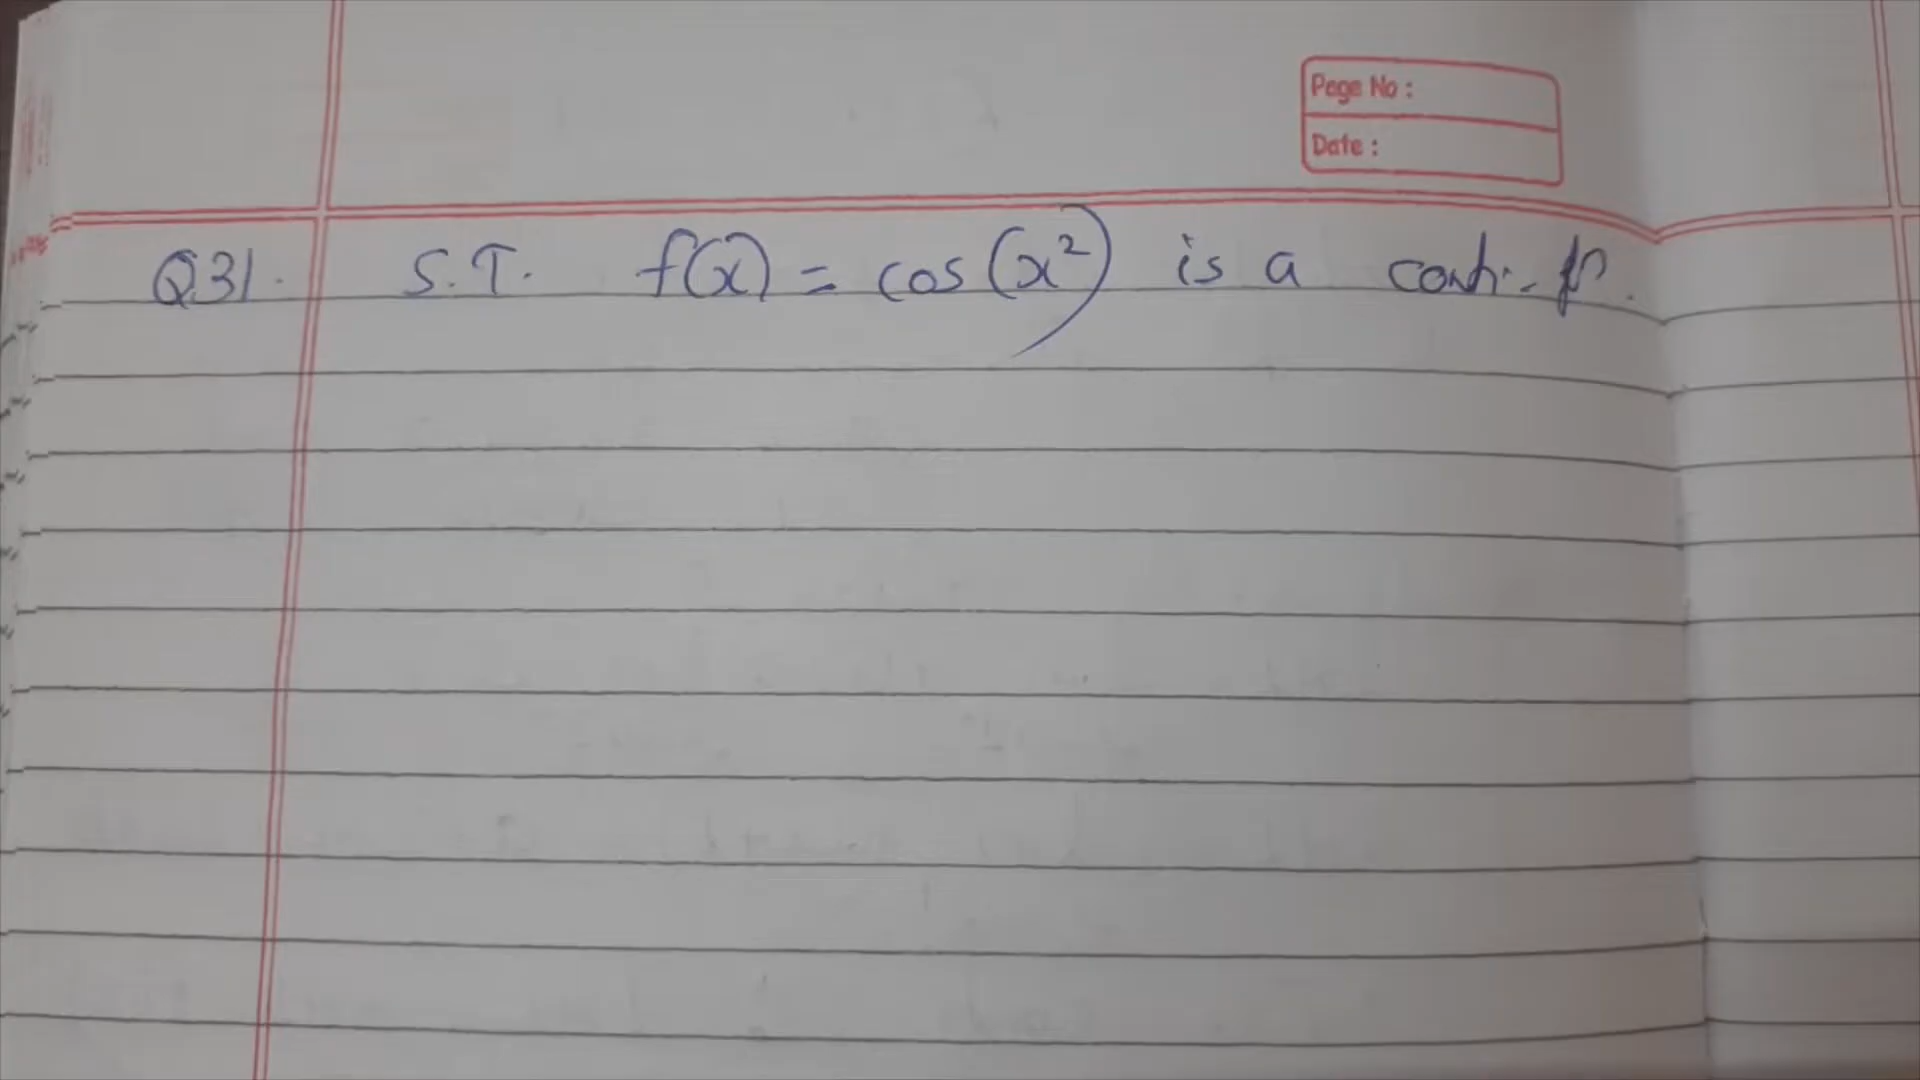 Page No :
Date :
Q31. S.T. f(x) = cos(x²) is a conti. fn.